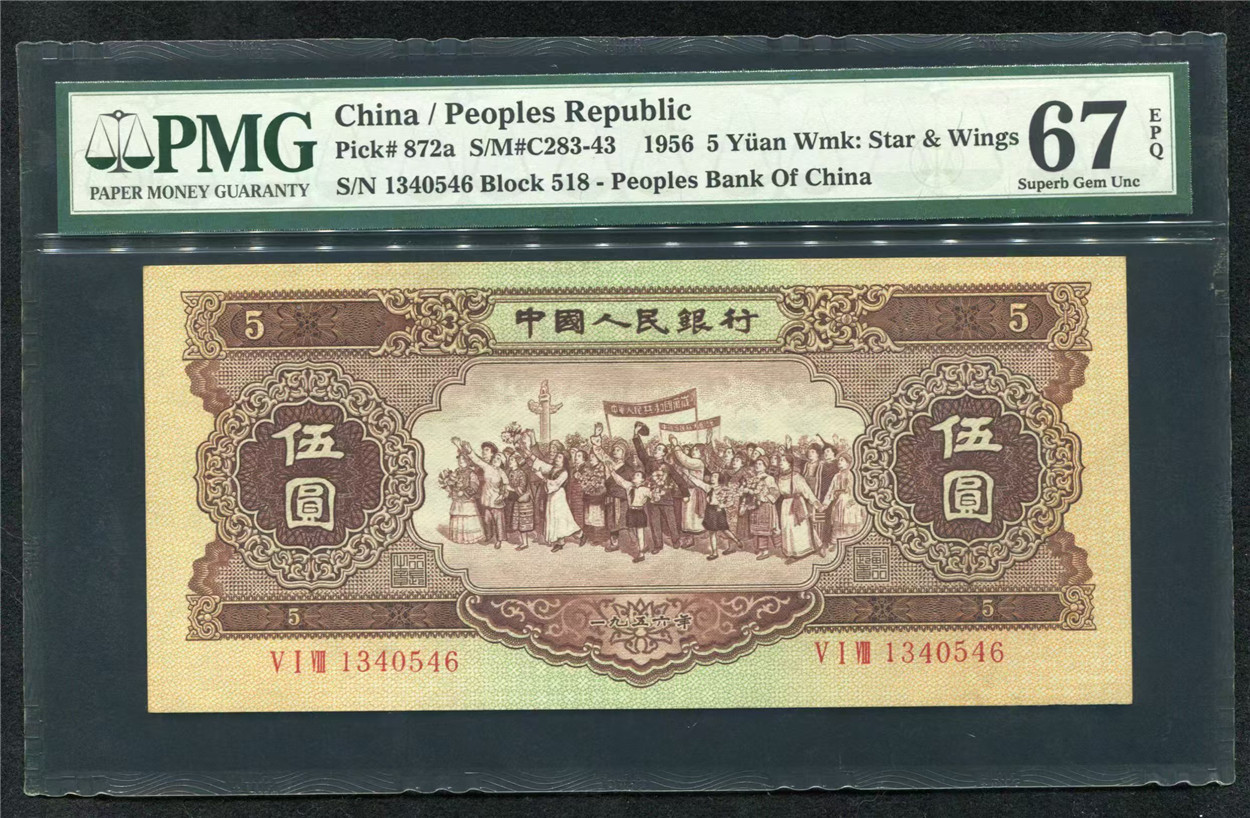 PMG
PAPER MONEY GUARANTY
China / Peoples Republic
Pick# 872a S/M#C283-43 1956 5 Yüan Wmk: Star & Wings
S/N 1340546 Block 518 - Peoples Bank Of China
67
EPQ
Superb Gem Unc
5 中國人民銀行 5
伍圓
伍圓
5 一九五六年 5
V I VIII 1340546
V I VIII 1340546